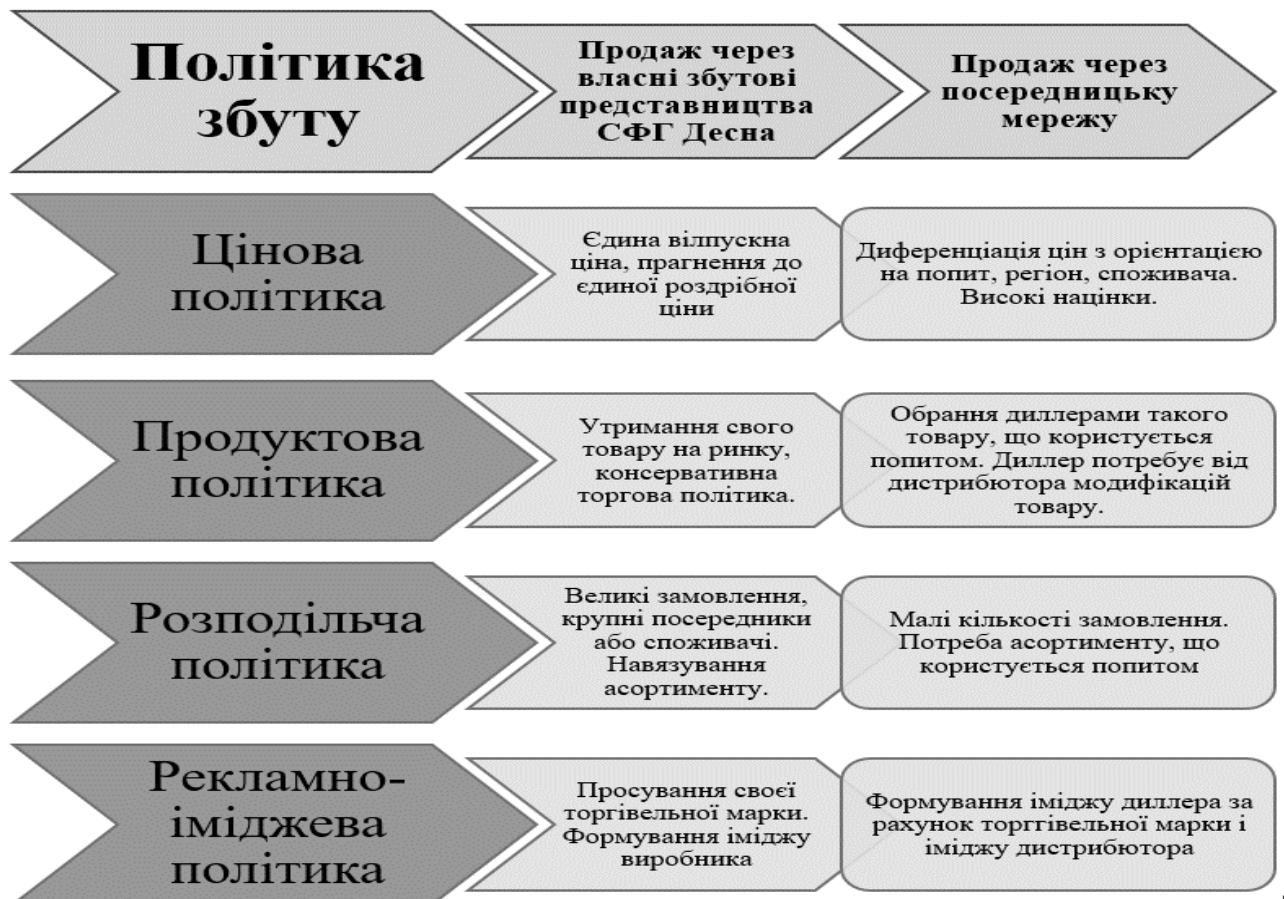 Політика
збуту
Продаж через
власні збутові
представництва
СФГ Десна
Продаж через
посередницьку
мережу
Цінова
політика
Єдина вілпускна
ціна, прагнення до
єдиної роздрібної
ціни
Диференціація цін з орієнтацією
на попит, регіон, споживача.
Високі націнки.
Продуктова
політика
Утримання свого
товару на ринку,
консервативна
торгова політика.
Обрання диллерами такого
товару, що користується
попитом. Диллер потребує від
дистрибютора модифікацій
товару.
Розподільча
політика
Великі замовлення,
крупні посередники
або споживачі.
Навязування
асортименту.
Малі кількості замовлення.
Потреба асортименту, що
користується попитом
Рекламно-
іміджева
політика
Просування своєї
торгівельної марки.
Формування іміджу
виробника
Формування іміджу диллера за
рахунок торггівельної марки і
іміджу дистрибютора